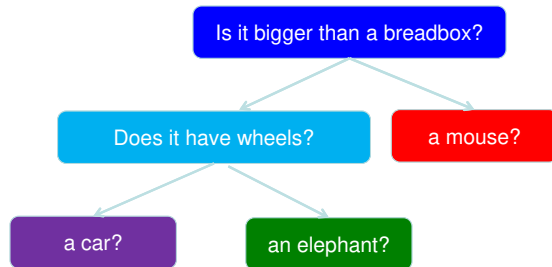 Is it bigger than a breadbox?
Does it have wheels?
a mouse?
a car?
an elephant?